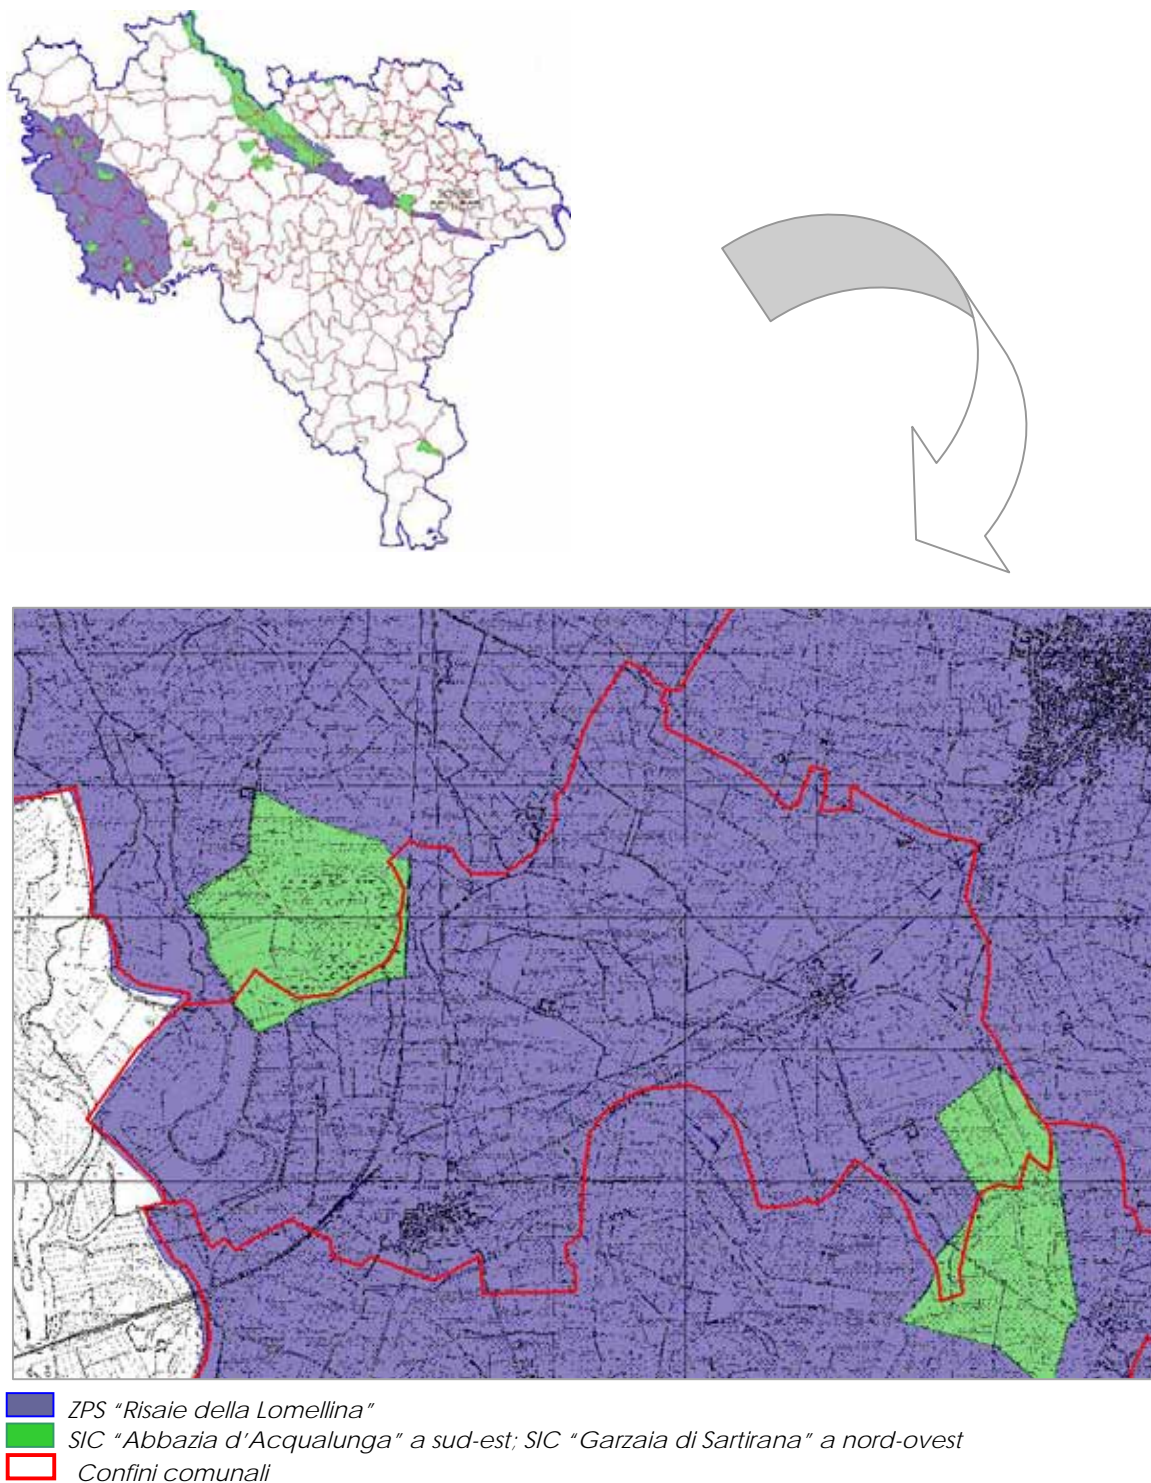 ZPS “Risaie della Lomellina”
SIC “Abbazia d’Acqualunga” a sud-est; SIC “Garzaia di Sartirana” a nord-ovest
Confini comunali